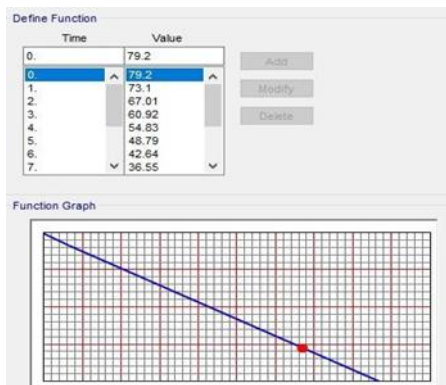 Define Function
Time Value
0. 79.2
Add
0. 79.2
1. 73.1
Modify
2. 67.01
3. 60.92
Delete
4. 54.83
5. 48.79
6. 42.64
7. 36.55
Function Graph